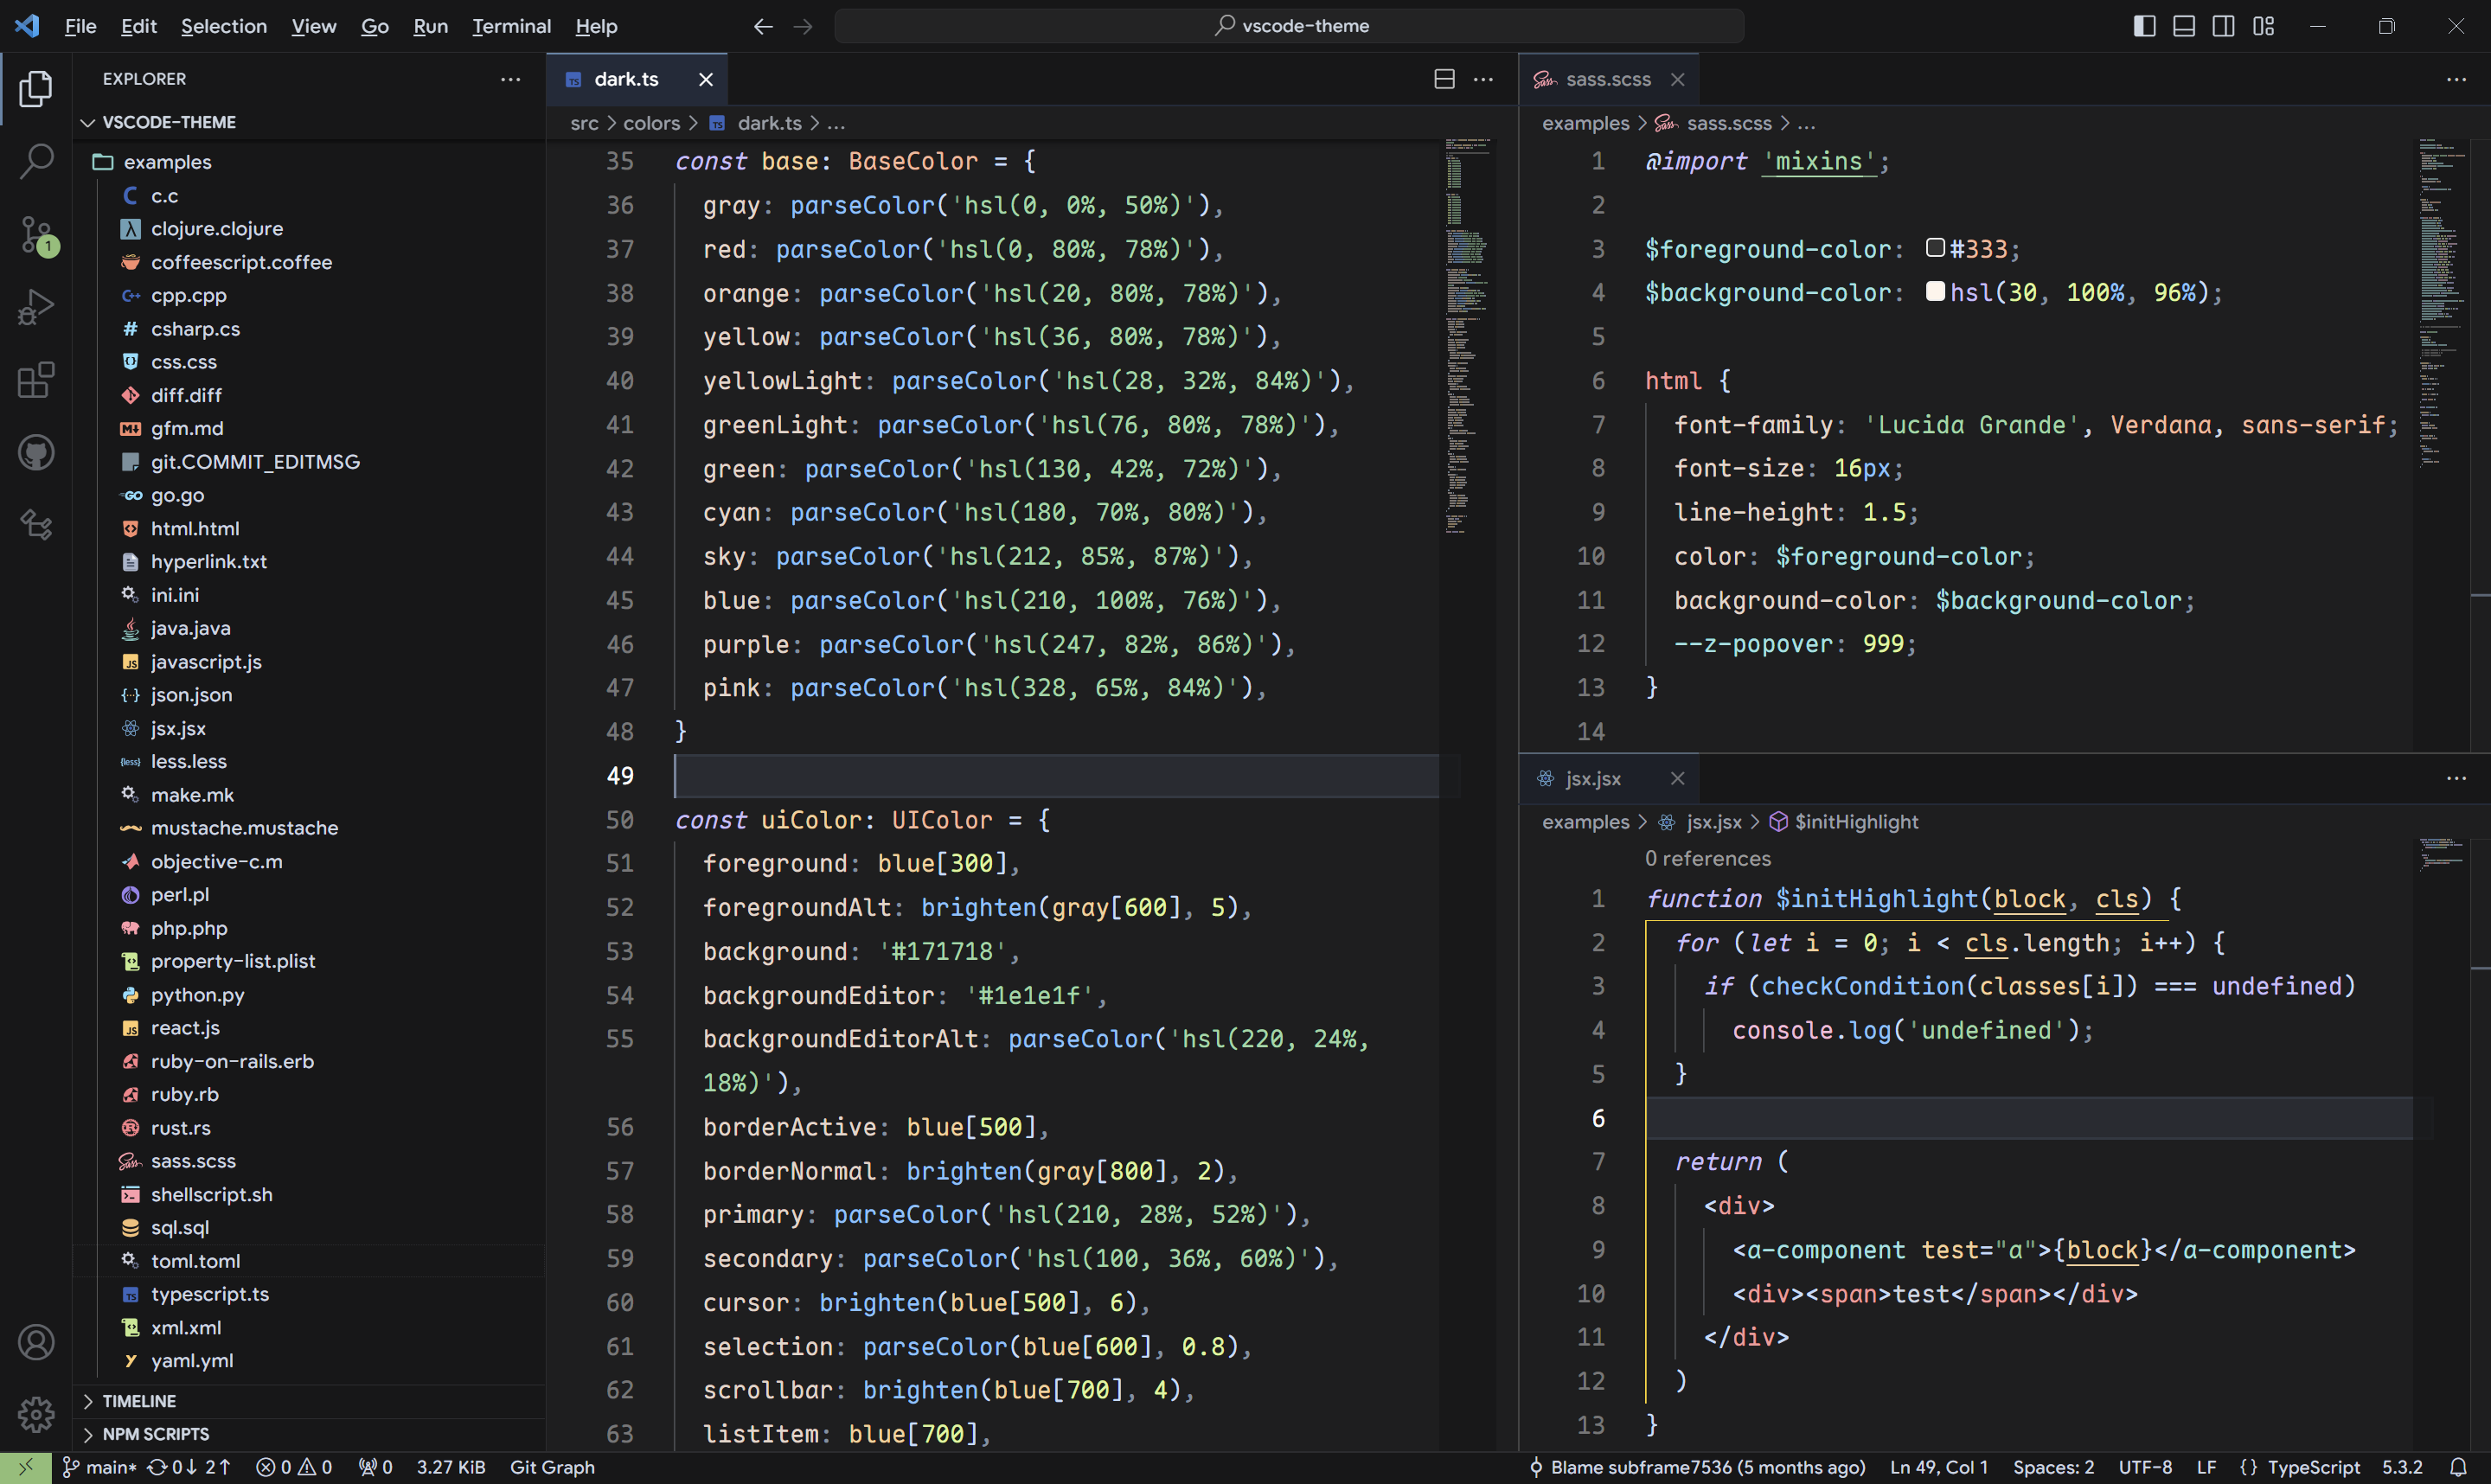 File Edit Selection View Go Run Terminal Help
vscode-theme
EXPLORER
VSCODE-THEME
examples
c.c
clojure.clojure
coffeescript.coffee
cpp.cpp
csharp.cs
css.css
diff.diff
gfm.md
git.COMMIT_EDITMSG
go.go
html.html
hyperlink.txt
ini.ini
java.java
javascript.js
json.json
jsx.jsx
less.less
make.mk
mustache.mustache
objective-c.m
perl.pl
php.php
property-list.plist
python.py
react.js
ruby-on-rails.erb
ruby.rb
rust.rs
sass.scss
shellscript.sh
sql.sql
toml.toml
typescript.ts
xml.xml
yaml.yml
TIMELINE
NPM SCRIPTS
dark.ts
src > colors > dark.ts > ...
35 const base: BaseColor = {
36 gray: parseColor('hsl(0, 0%, 50%)'),
37 red: parseColor('hsl(0, 80%, 78%)'),
38 orange: parseColor('hsl(20, 80%, 78%)'),
39 yellow: parseColor('hsl(36, 80%, 78%)'),
40 yellowLight: parseColor('hsl(28, 32%, 84%)'),
41 greenLight: parseColor('hsl(76, 80%, 78%)'),
42 green: parseColor('hsl(130, 42%, 72%)'),
43 cyan: parseColor('hsl(180, 70%, 80%)'),
44 sky: parseColor('hsl(212, 85%, 87%)'),
45 blue: parseColor('hsl(210, 100%, 76%)'),
46 purple: parseColor('hsl(247, 82%, 86%)'),
47 pink: parseColor('hsl(328, 65%, 84%)'),
48 }
49
50 const uiColor: UIColor = {
51 foreground: blue[300],
52 foregroundAlt: brighten(gray[600], 5),
53 background: '#171718',
54 backgroundEditor: '#1e1e1f',
55 backgroundEditorAlt: parseColor('hsl(220, 24%,
18%)'),
56 borderActive: blue[500],
57 borderNormal: brighten(gray[800], 2),
58 primary: parseColor('hsl(210, 28%, 52%)'),
59 secondary: parseColor('hsl(100, 36%, 60%)'),
60 cursor: brighten(blue[500], 6),
61 selection: parseColor(blue[600], 0.8),
62 scrollbar: brighten(blue[700], 4),
63 listItem: blue[700],
sass.scss
examples > sass.scss > ...
1 @import 'mixins';
2
3 $foreground-color: #333;
4 $background-color: hsl(30, 100%, 96%);
5
6 html {
7 font-family: 'Lucida Grande', Verdana, sans-serif;
8 font-size: 16px;
9 line-height: 1.5;
10 color: $foreground-color;
11 background-color: $background-color;
12 --z-popover: 999;
13 }
14
jsx.jsx
examples > jsx.jsx > $initHighlight
0 references
1 function $initHighlight(block, cls) {
2 for (let i = 0; i < cls.length; i++) {
3 if (checkCondition(classes[i]) === undefined)
4 console.log('undefined');
5 }
6
7 return (
8 <div>
9 <a-component test="a">{block}</a-component>
10 <div><span>test</span></div>
11 </div>
12 )
13 }
1
main* 0↓ 2↑ 0 0 0 3.27 KiB Git Graph
Blame subframe7536 (5 months ago) Ln 49, Col 1 Spaces: 2 UTF-8 LF {} TypeScript 5.3.2